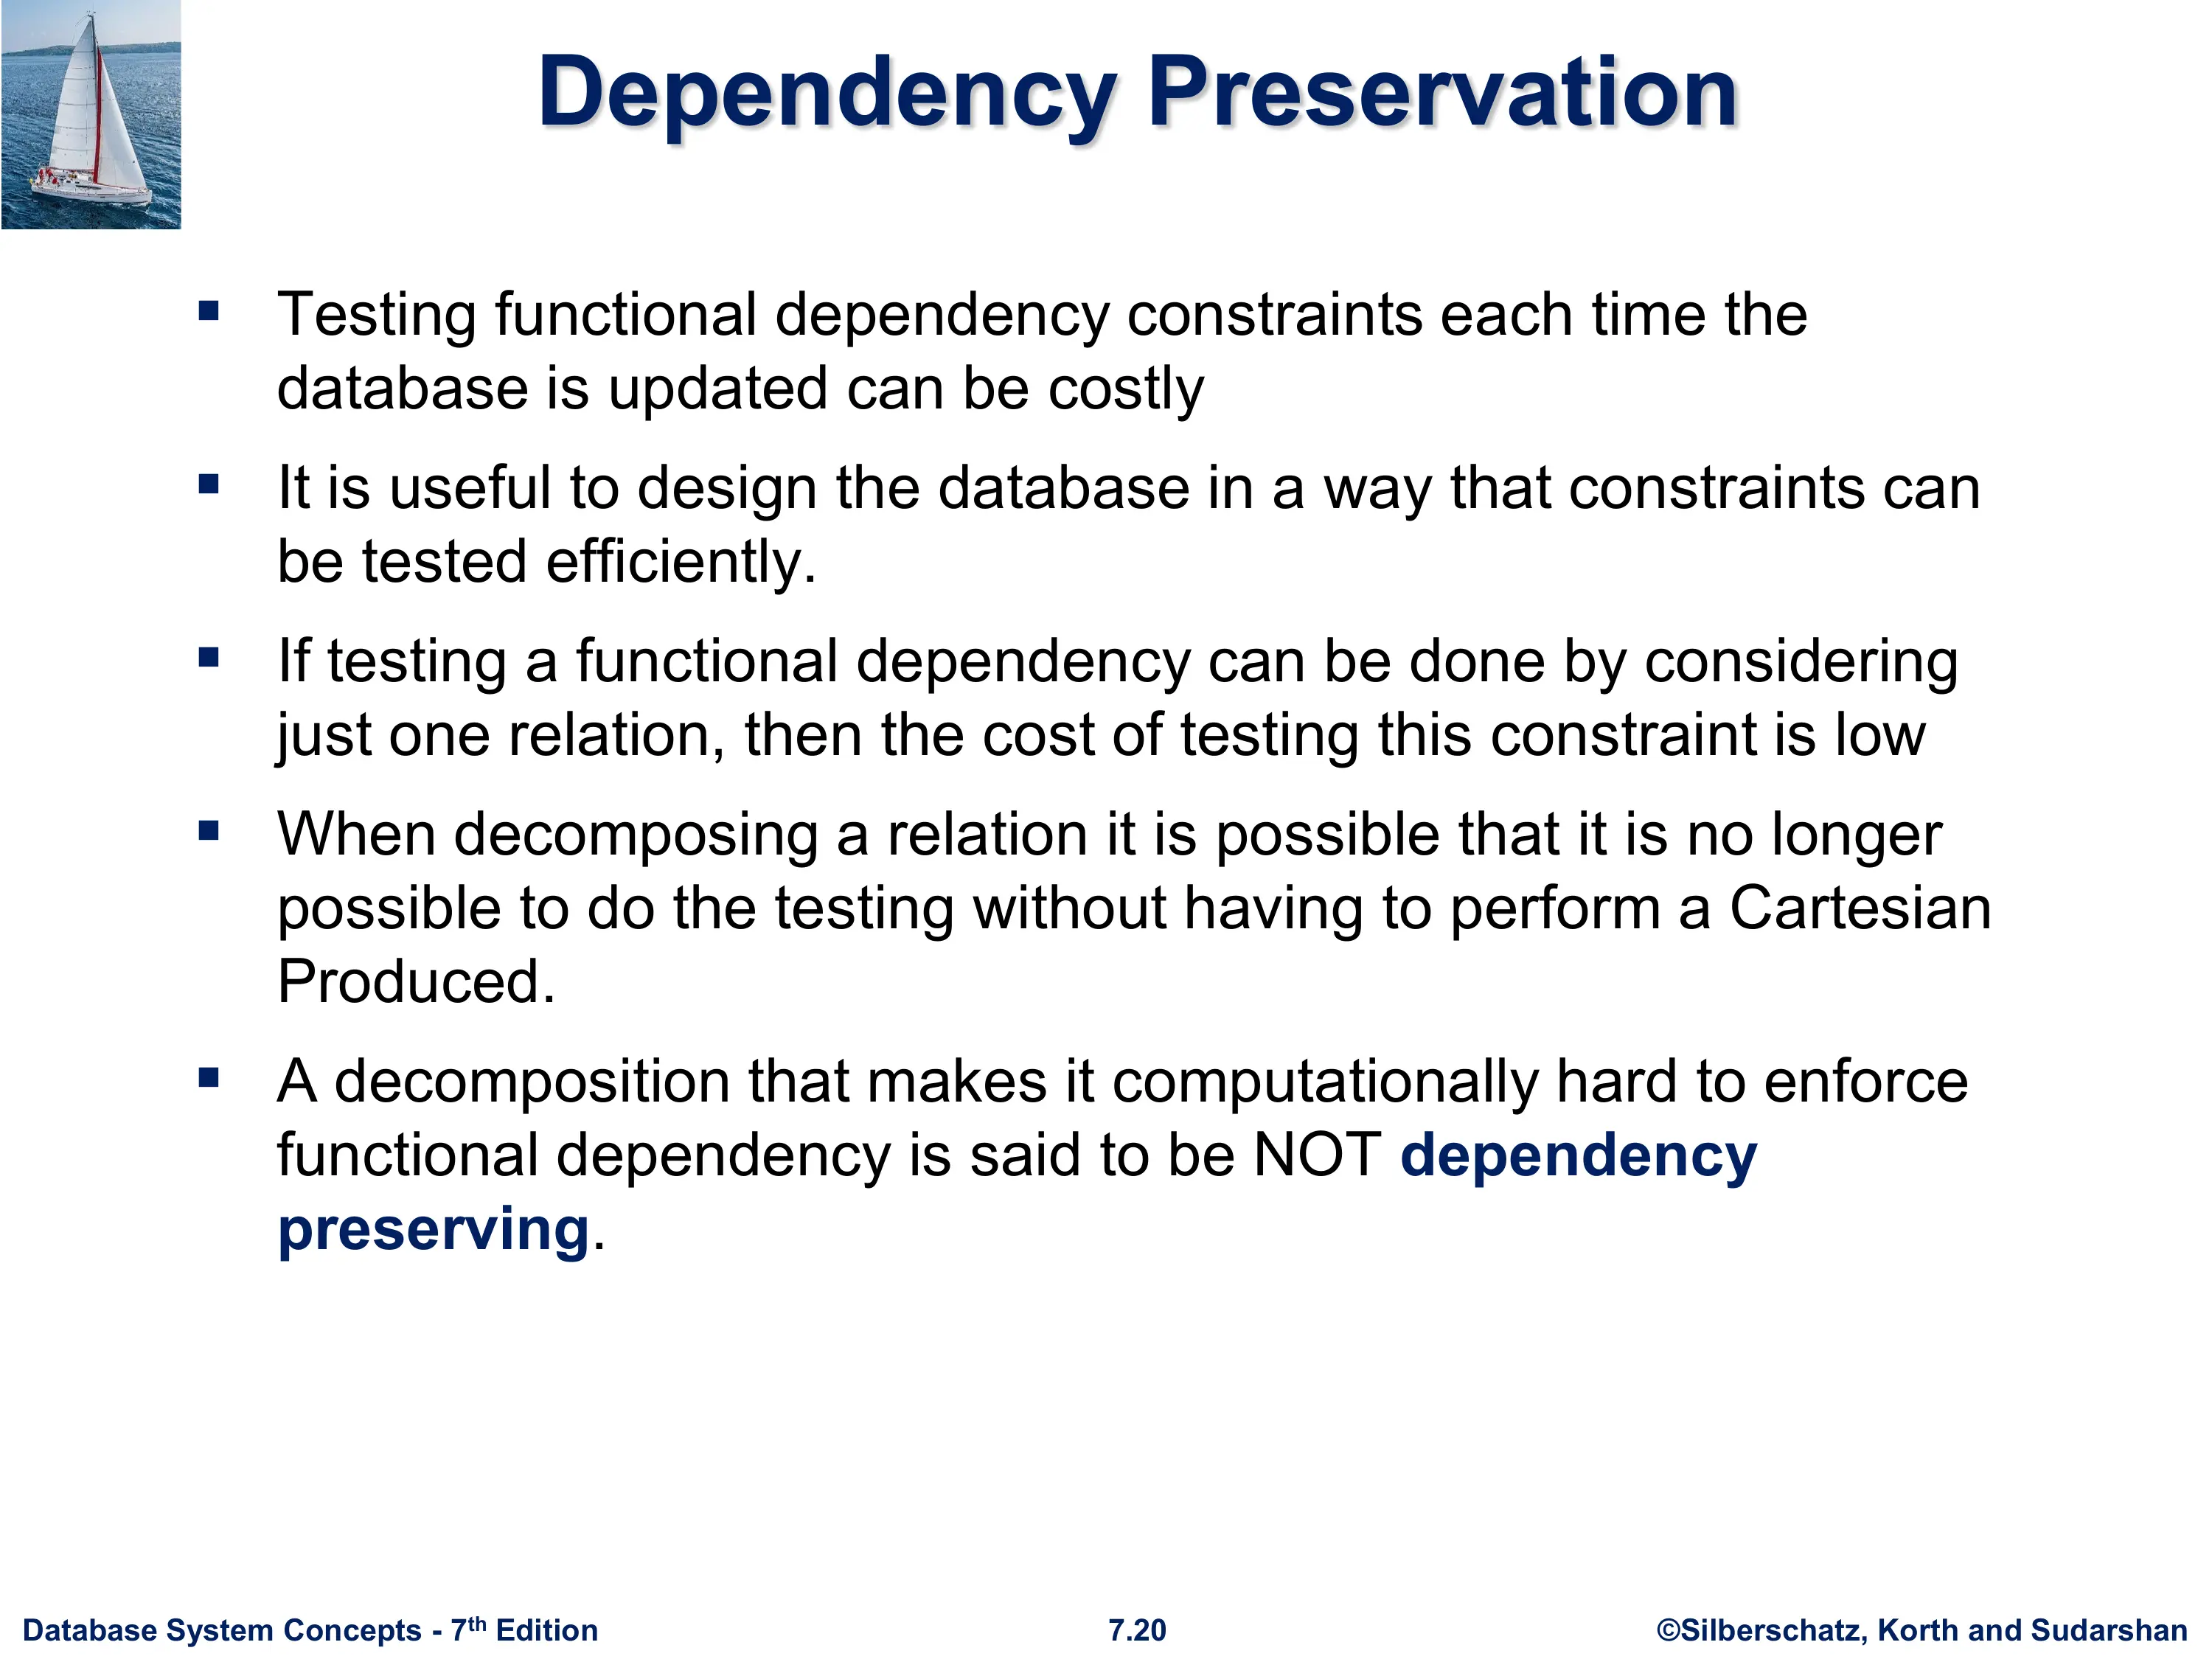 Dependency Preservation
▪ Testing functional dependency constraints each time the
database is updated can be costly
▪ It is useful to design the database in a way that constraints can
be tested efficiently.
▪ If testing a functional dependency can be done by considering
just one relation, then the cost of testing this constraint is low
▪ When decomposing a relation it is possible that it is no longer
possible to do the testing without having to perform a Cartesian
Produced.
▪ A decomposition that makes it computationally hard to enforce
functional dependency is said to be NOT dependency
preserving.
Database System Concepts - 7th Edition
7.20
©Silberschatz, Korth and Sudarshan